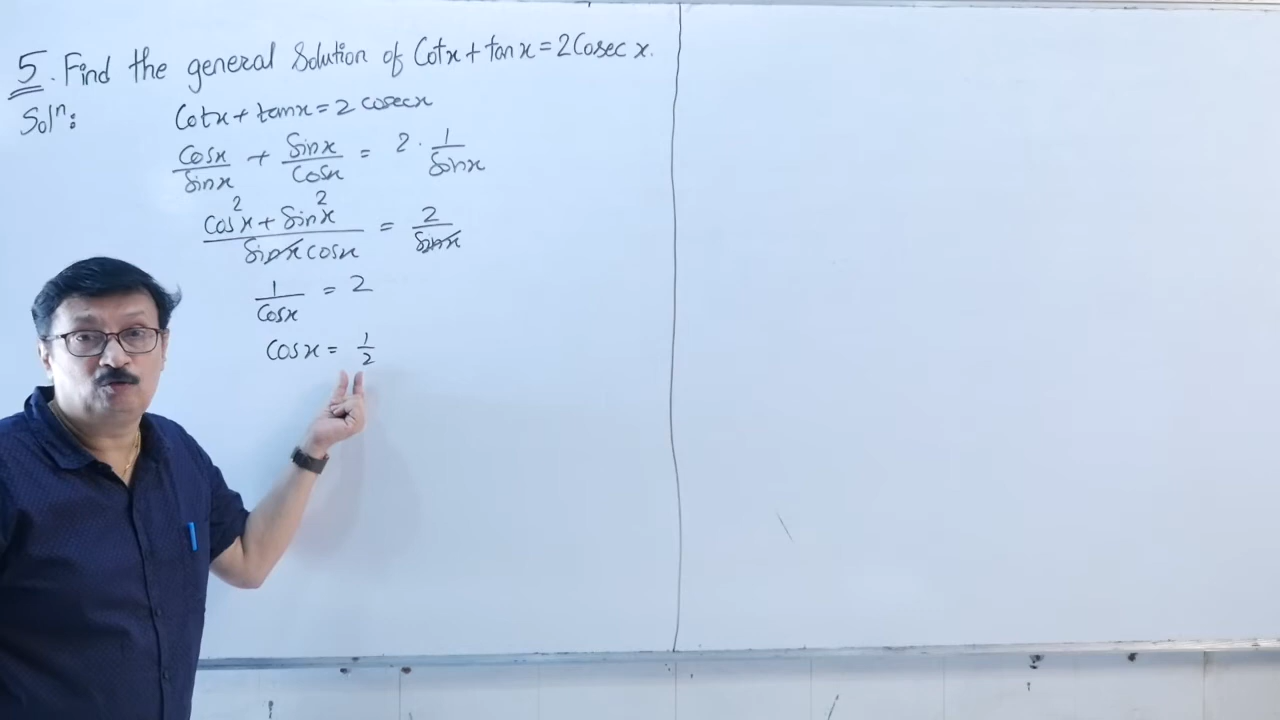 5. Find the general Solution of Cotx + tan x = 2 Cosec x.
Solⁿ: Cotx + tanx = 2 cosecx
Cosx/Sinx + Sinx/Cosx = 2 · 1/Sinx
Cos²x + Sin²x / Sinx cosx = 2/Sinx
1/Cosx = 2
Cosx = 1/2